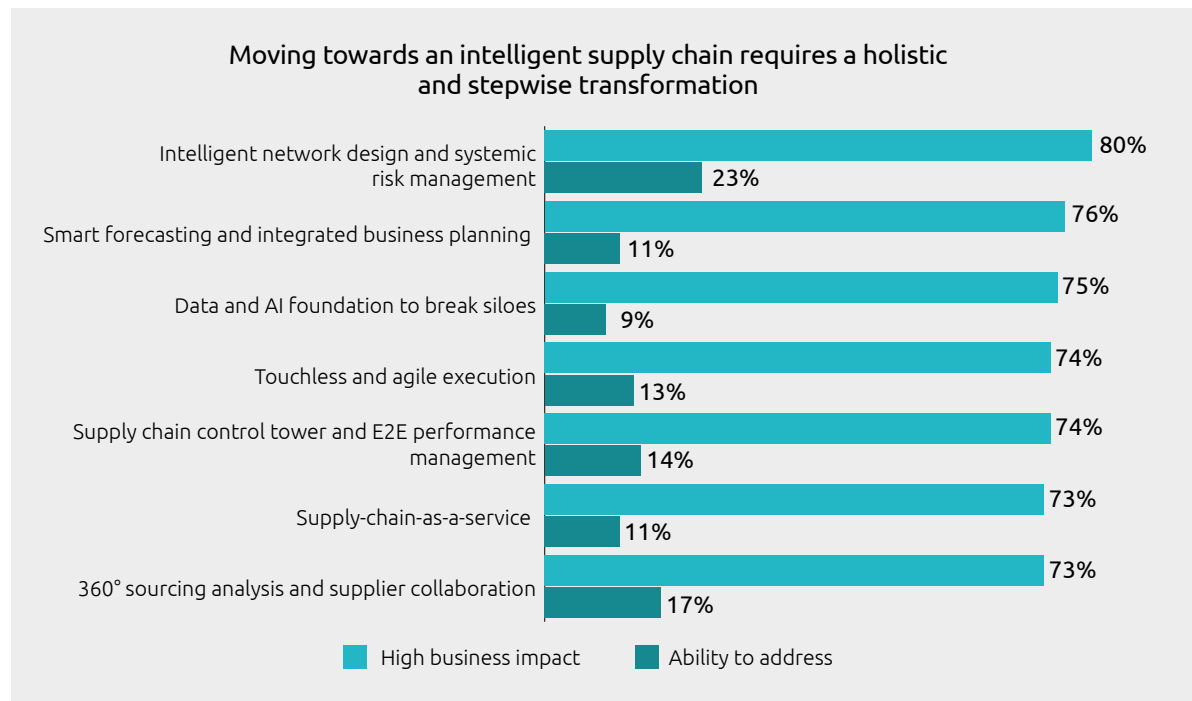 Moving towards an intelligent supply chain requires a holistic
and stepwise transformation
Intelligent network design and systemic
risk management
80%
23%
Smart forecasting and integrated business planning
76%
11%
Data and AI foundation to break siloes
75%
9%
Touchless and agile execution
74%
13%
Supply chain control tower and E2E performance
management
74%
14%
Supply-chain-as-a-service
73%
11%
360° sourcing analysis and supplier collaboration
73%
17%
High business impact
Ability to address